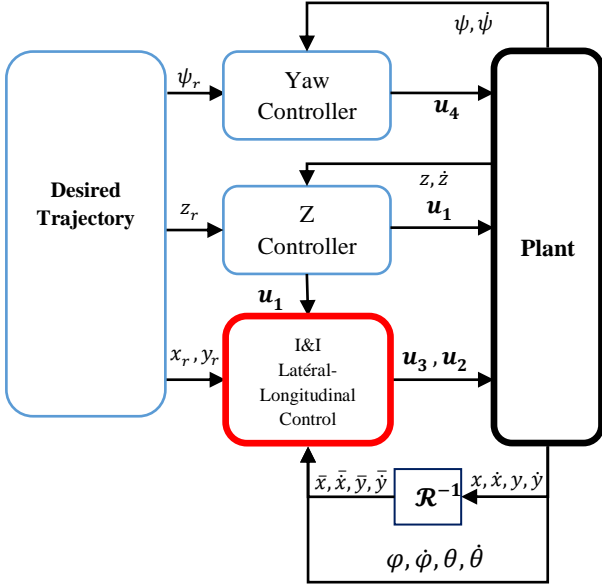 ψ, ψ̇
ψ_r
Yaw
Controller
u_4
Desired
Trajectory
z, ż
z_r
Z
Controller
u_1
Plant
u_1
x_r, y_r
I&I
Latéral-
Longitudinal
Control
u_3 , u_2
x̄, x̄̇, ȳ, ȳ̇
ℛ^{-1}
x, ẋ, y, ẏ
φ, φ̇, θ, θ̇